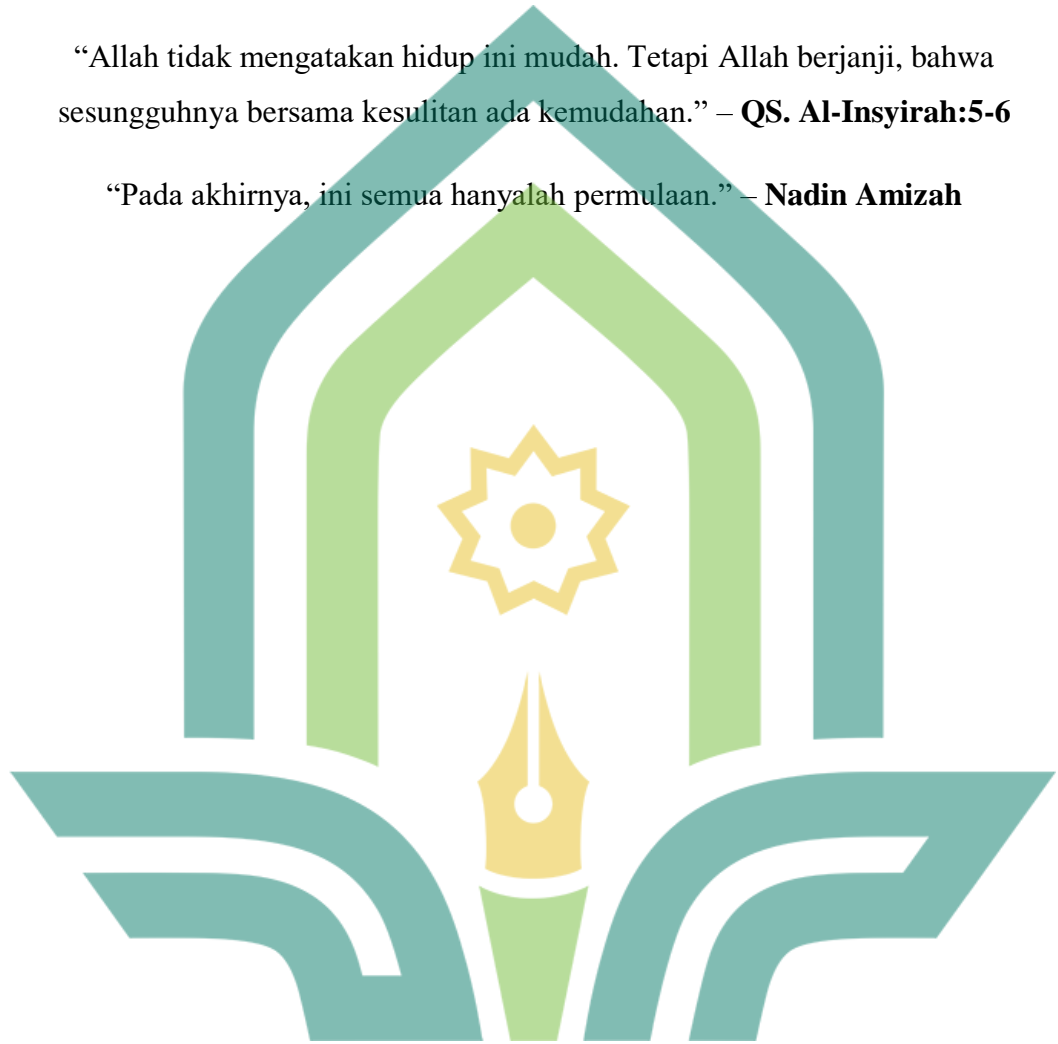 “Allah tidak mengatakan hidup ini mudah. Tetapi Allah berjanji, bahwa
sesungguhnya bersama kesulitan ada kemudahan.” – QS. Al-Insyirah:5-6
“Pada akhirnya, ini semua hanyalah permulaan.” – Nadin Amizah